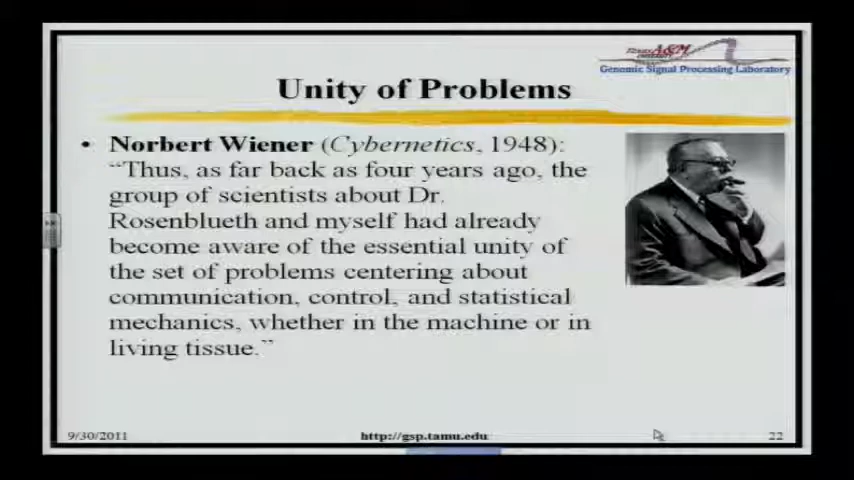 TEXAS A&M
UNIVERSITY
Genomic Signal Processing Laboratory
Unity of Problems
• Norbert Wiener (Cybernetics, 1948):
“Thus, as far back as four years ago, the
group of scientists about Dr.
Rosenblueth and myself had already
become aware of the essential unity of
the set of problems centering about
communication, control, and statistical
mechanics, whether in the machine or in
living tissue.”
9/30/2011
http://gsp.tamu.edu
22